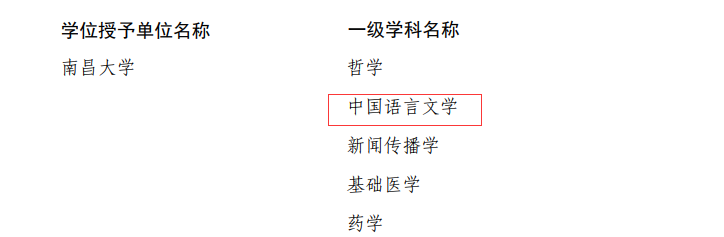 学位授予单位名称 一级学科名称
南昌大学 哲学
中国语言文学
新闻传播学
基础医学
药学